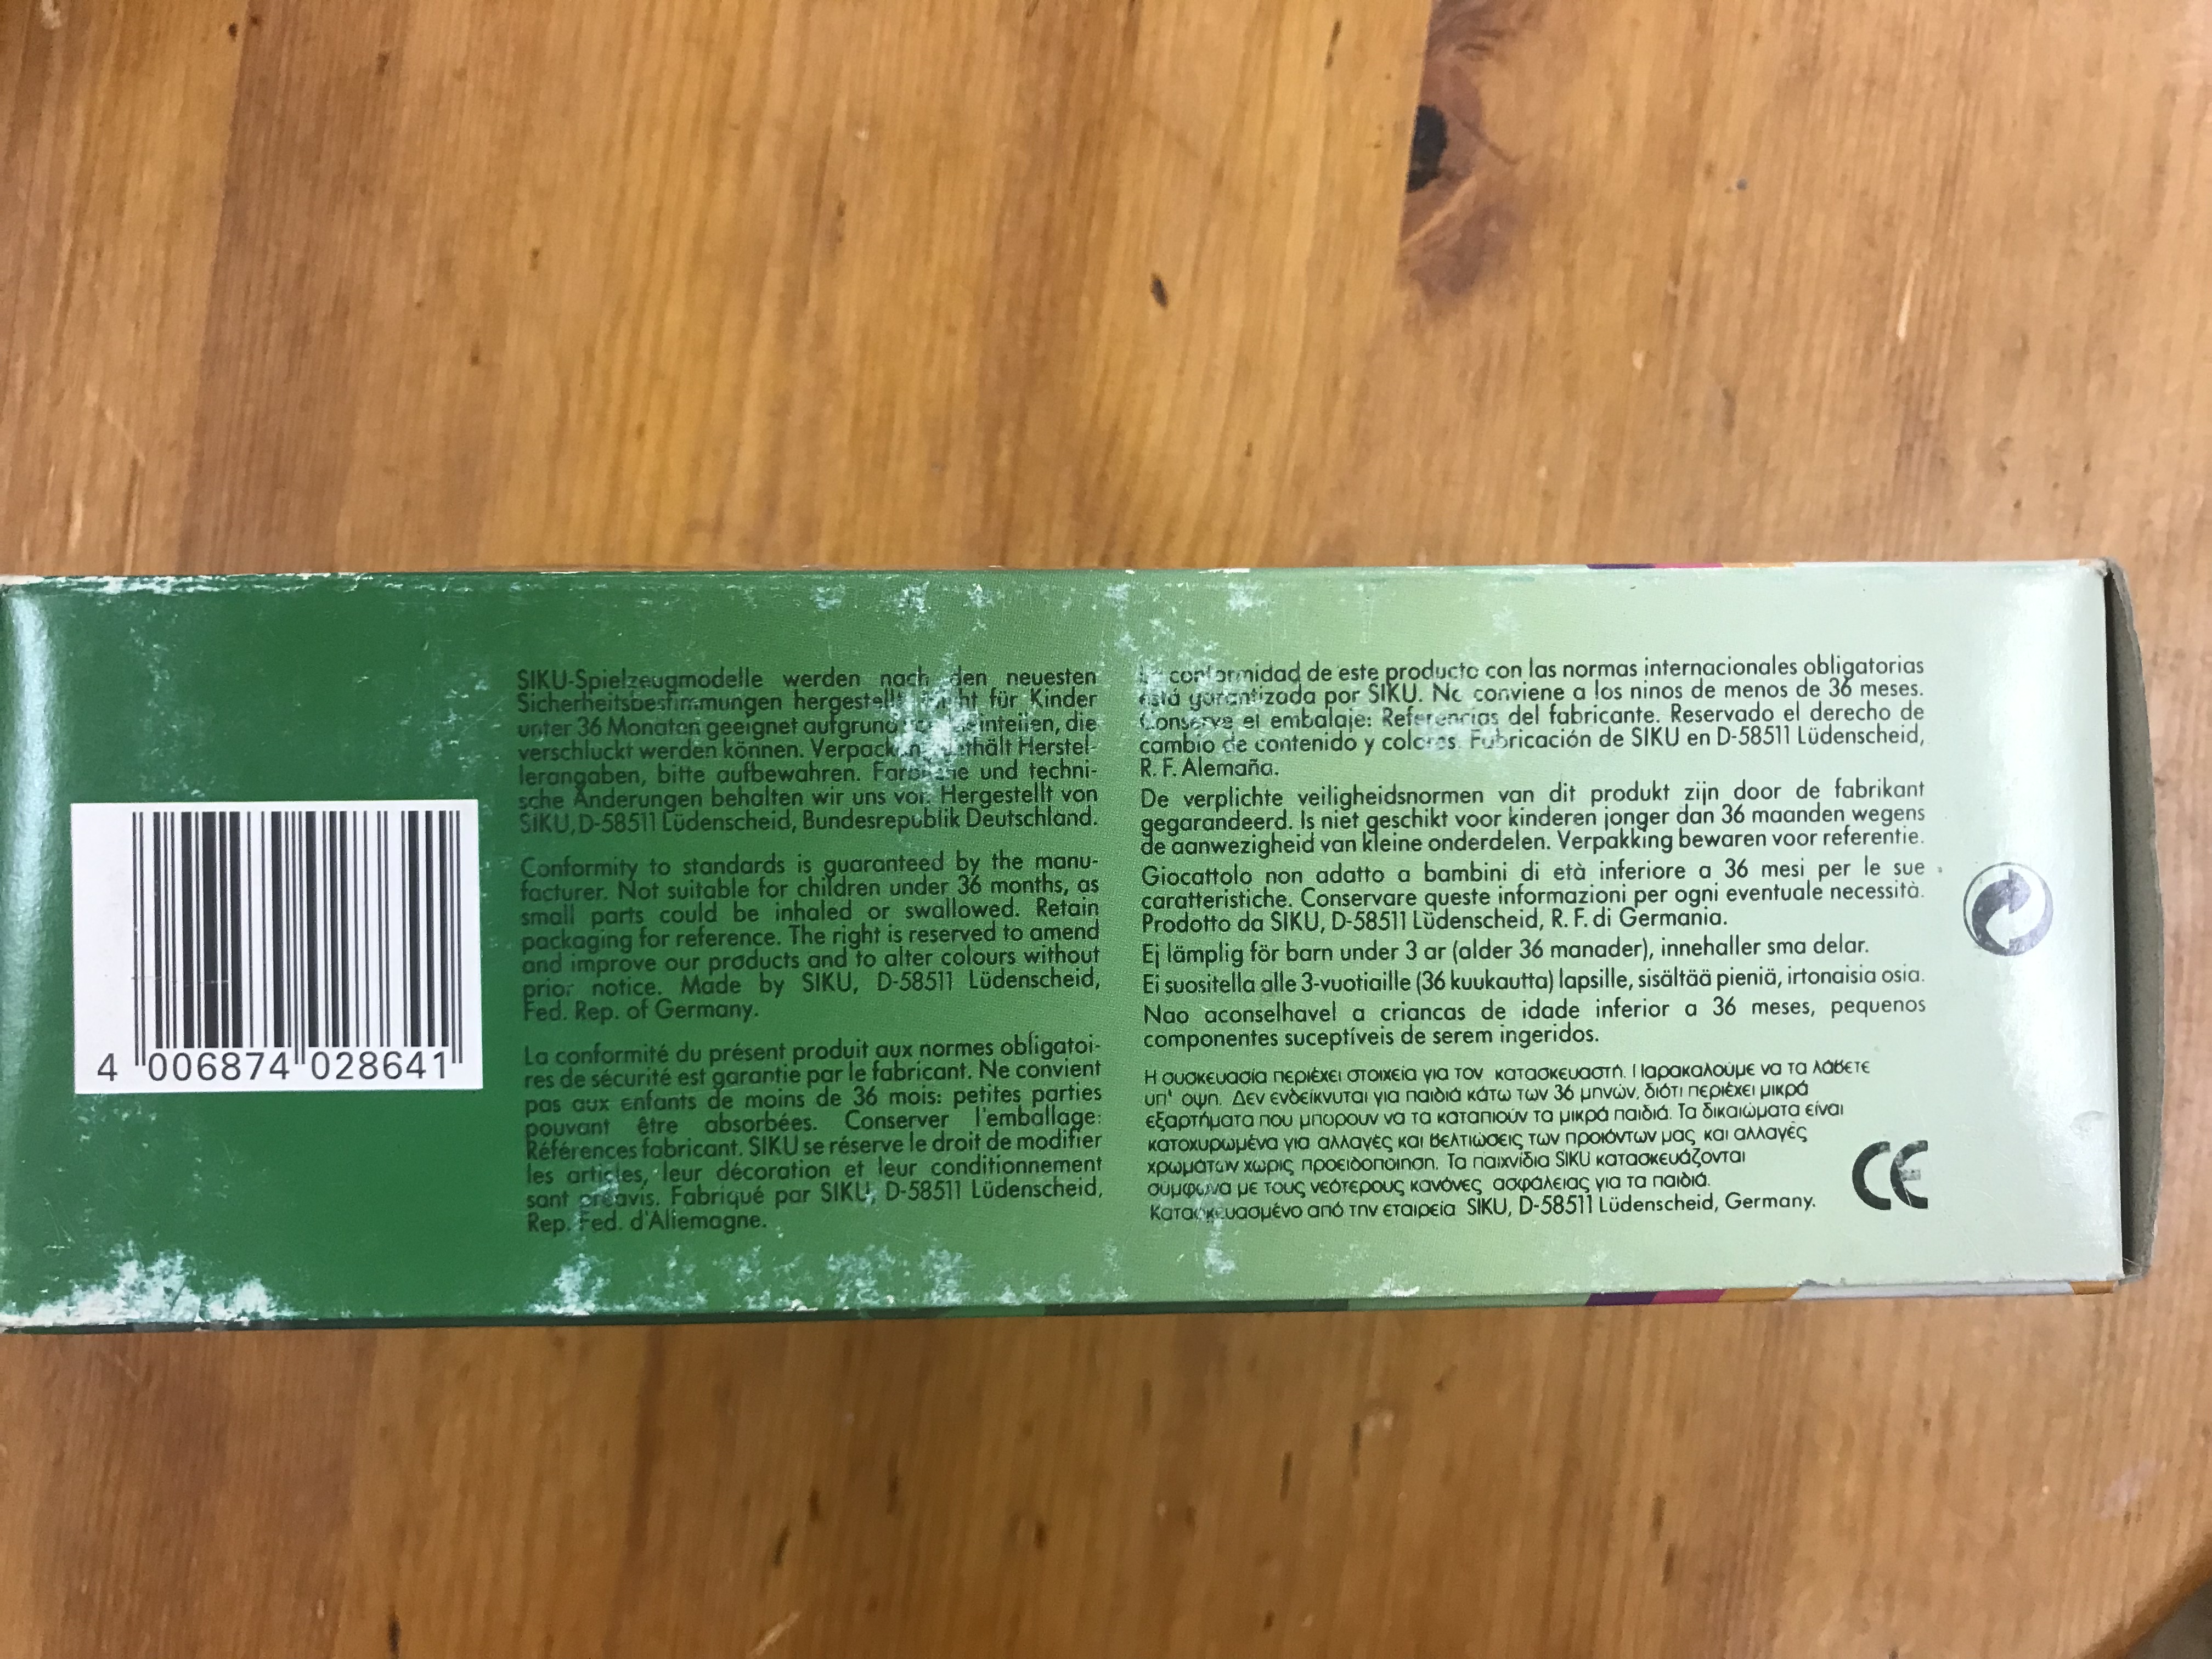 4 006874 028641
SIKU-Spielzeugmodelle werden nach den neuesten
Sicherheitsbestimmungen hergestellt für Kinder
unter 36 Monaten geeignet aufgrund die
verschluckt werden können. Herstel-
lerangaben, bitte aufbewahren. und techni-
sche Änderungen behalten wir uns vor. Hergestellt von
SIKU, D-58511 Lüdenscheid, Bundesrepublik Deutschland.
Conformity to standards is guaranteed by the manu-
facturer. Not suitable for children under 36 months, as
small parts could be inhaled or swallowed. Retain
packaging for reference. The right is reserved to amend
and improve our products and to alter colours without
prior notice. Made by SIKU, D-58511 Lüdenscheid,
Fed. Rep. of Germany.
La conformité du présent produit aux normes obligatoi-
res de sécurité est garantie par le fabricant. Ne convient
pas aux enfants de moins de 36 mois: petites parties
pouvant être absorbées. Conserver l'emballage:
Références fabricant. SIKU se réserve le droit de modifier
les articles, leur décoration et leur conditionnement
sant préavis. Fabriqué par SIKU, D-58511 Lüdenscheid,
Rep. Fed. d'Allemagne.
La conformidad de este producto con las normas internacionales obligatorias
está garantizada por SIKU. No conviene a los ninos de menos de 36 meses.
Conserve el embalaje: Referencias del fabricante. Reservado el derecho de
cambio de contenido y colores. Fabricación de SIKU en D-58511 Lüdenscheid,
R. F. Alemaña.
De verplichte veiligheidsnormen van dit produkt zijn door de fabrikant
gegarandeerd. Is niet geschikt voor kinderen jonger dan 36 maanden wegens
de aanwezigheid van kleine onderdelen. Verpakking bewaren voor referentie.
Giocattolo non adatto a bambini di età inferiore a 36 mesi per le sue
caratteristiche. Conservare queste informazioni per ogni eventuale necessità.
Prodotto da SIKU, D-58511 Lüdenscheid, R. F. di Germania.
Ej lämplig för barn under 3 ar (alder 36 manader), innehaller sma delar.
Ei suositella alle 3-vuotiaille (36 kuukautta) lapsille, sisältää pieniä, irtonaisia osia.
Nao aconselhavel a criancas de idade inferior a 36 meses, pequenos
componentes suceptíveis de serem ingeridos.
Η συσκευασία περιέχει στοιχεία για τον κατασκευαστή. Παρακαλούμε να τα λάβετε
υπ' οψη. Δεν ενδείκνυται για παιδιά κάτω των 36 μηνών, διότι περιέχει μικρά
εξαρτήματα που μπορουν να τα καταπιούν τα μικρά παιδιά. Τα δικαιώματα είναι
κατοχυρωμένα για αλλαγές και βελτιώσεις των προιόντων μας και αλλαγές
χρωμάτων χωρις προειδοποίηση. Τα παιχνίδια SIKU κατασκευάζονται
σύμφωνα με τους νεότερους κανόνες ασφάλειας για τα παιδιά.
Κατασκευασμένο από την εταιρεία SIKU, D-58511 Lüdenscheid, Germany.
CE